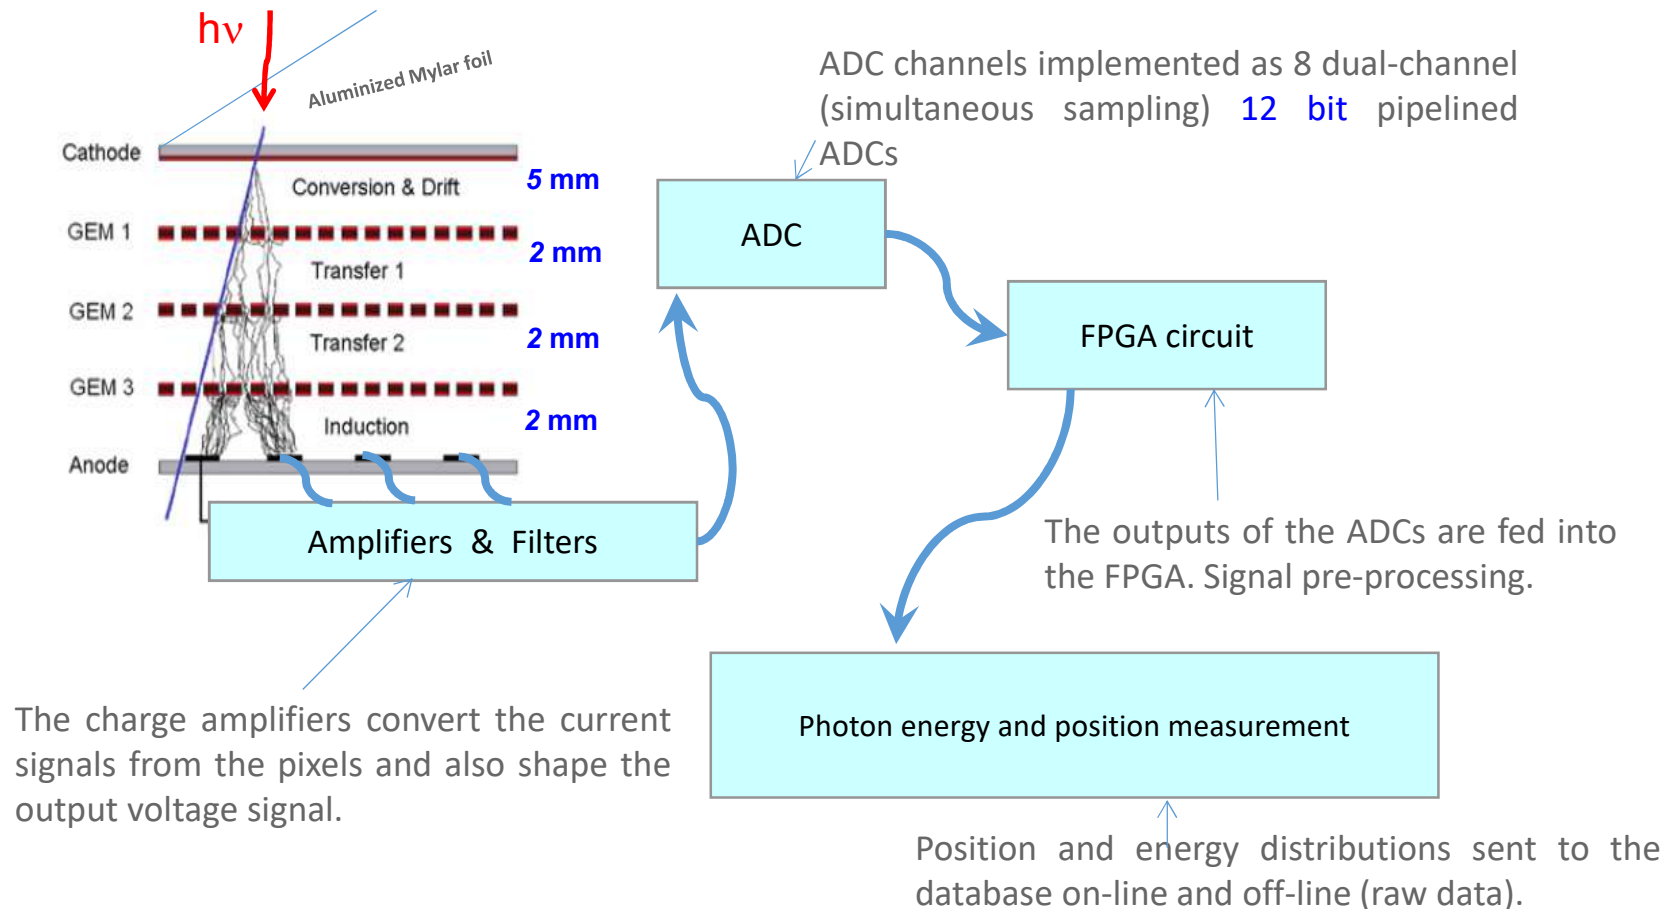 hν
Aluminized Mylar foil
Cathode
Conversion & Drift
5 mm
GEM 1
2 mm
Transfer 1
GEM 2
Transfer 2
2 mm
GEM 3
Induction
2 mm
Anode
Amplifiers & Filters
The charge amplifiers convert the current
signals from the pixels and also shape the
output voltage signal.
ADC channels implemented as 8 dual-channel
(simultaneous sampling) 12 bit pipelined
ADCs
ADC
FPGA circuit
The outputs of the ADCs are fed into
the FPGA. Signal pre-processing.
Photon energy and position measurement
Position and energy distributions sent to the
database on-line and off-line (raw data).